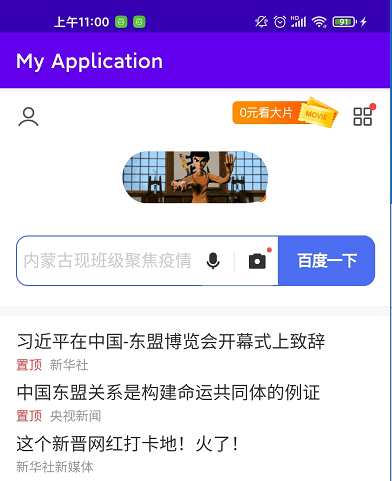 上午11:00
HD
91
My Application
0元看大片
MOVIE
内蒙古现班级聚焦疫情
百度一下
习近平在中国-东盟博览会开幕式上致辞
置顶 新华社
中国东盟关系是构建命运共同体的例证
置顶 央视新闻
这个新晋网红打卡地！火了！
新华社新媒体